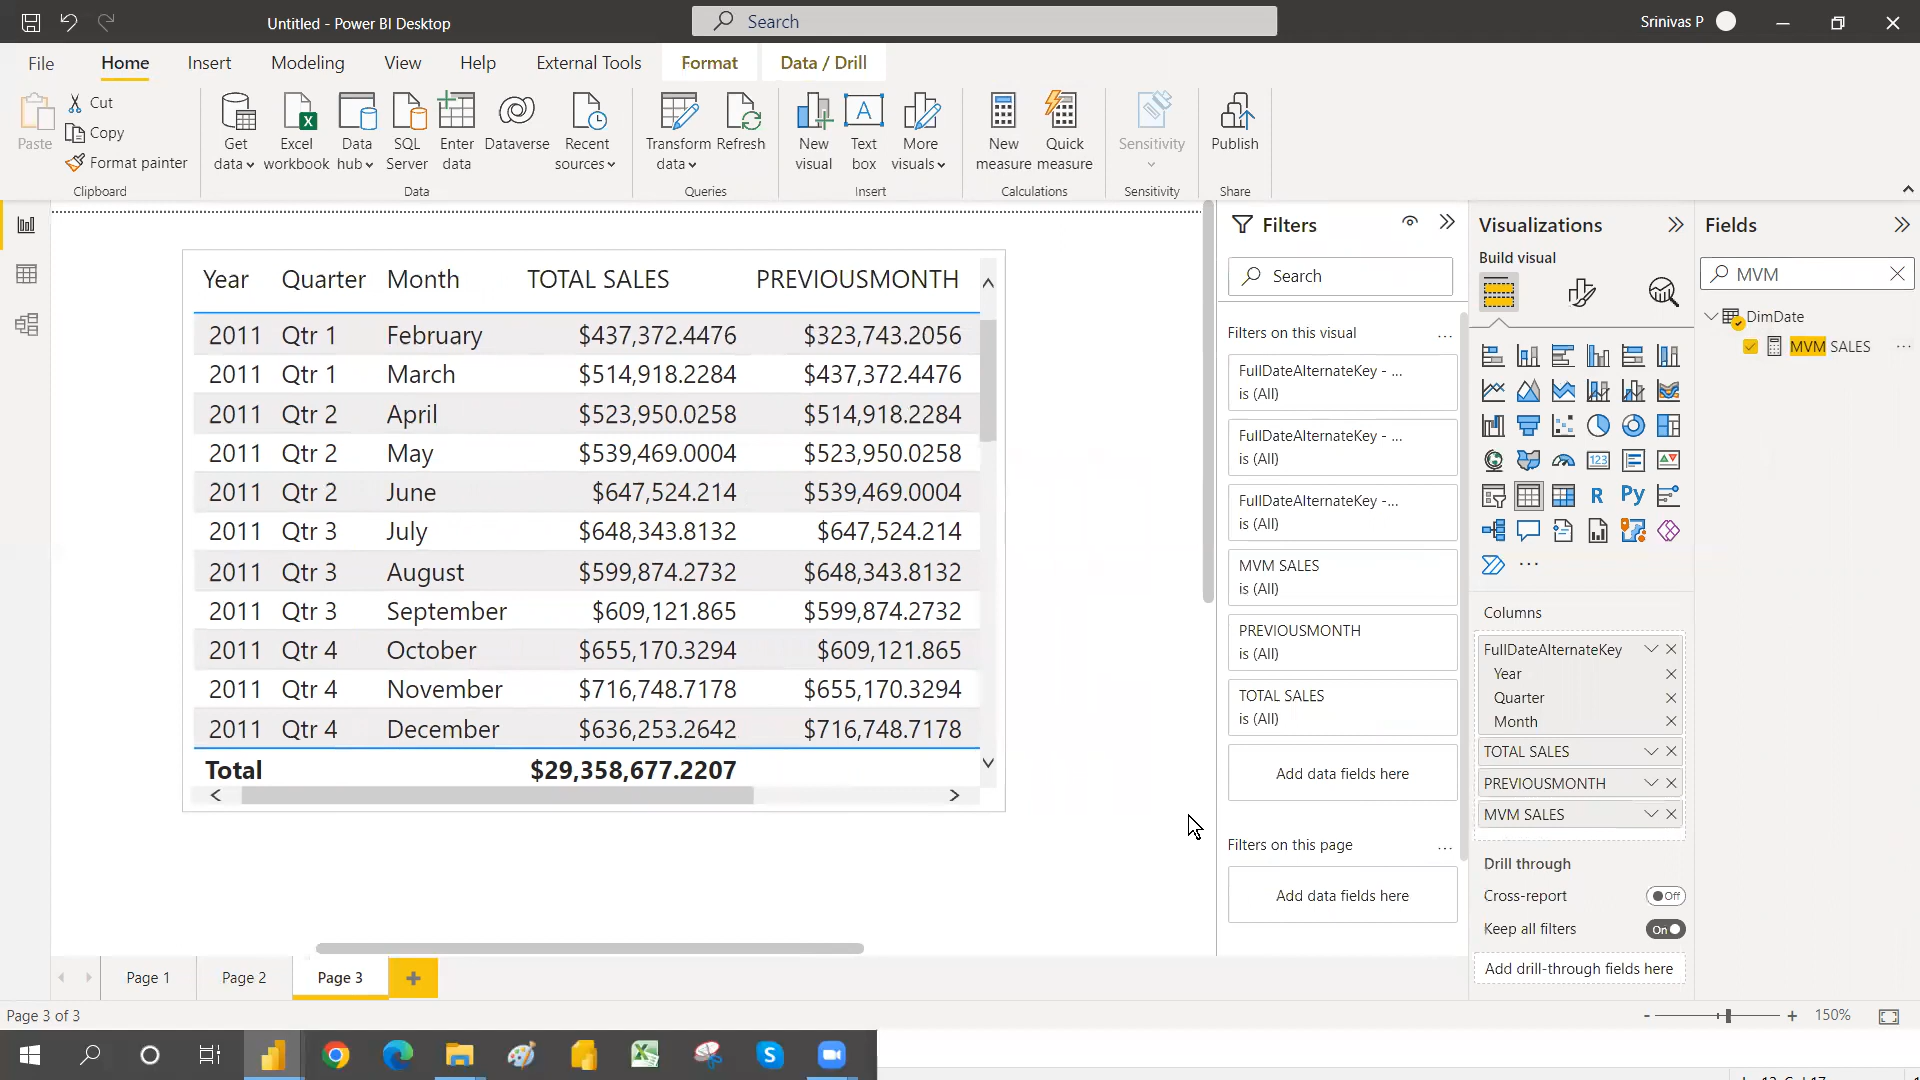 Untitled - Power BI Desktop
Search
Srinivas P
File
Home
Insert
Modeling
View
Help
External Tools
Format
Data / Drill
Paste
Cut
Copy
Format painter
Clipboard
Get data
Excel workbook
Data hub
SQL Server
Enter data
Dataverse
Recent sources
Data
Transform data
Refresh
Queries
New visual
Text box
More visuals
Insert
New measure
Quick measure
Calculations
Sensitivity
Sensitivity
Publish
Share
Year Quarter Month TOTAL SALES PREVIOUSMONTH
2011 Qtr 1 February $437,372.4476 $323,743.2056
2011 Qtr 1 March $514,918.2284 $437,372.4476
2011 Qtr 2 April $523,950.0258 $514,918.2284
2011 Qtr 2 May $539,469.0004 $523,950.0258
2011 Qtr 2 June $647,524.214 $539,469.0004
2011 Qtr 3 July $648,343.8132 $647,524.214
2011 Qtr 3 August $599,874.2732 $648,343.8132
2011 Qtr 3 September $609,121.865 $599,874.2732
2011 Qtr 4 October $655,170.3294 $609,121.865
2011 Qtr 4 November $716,748.7178 $655,170.3294
2011 Qtr 4 December $636,253.2642 $716,748.7178
Total $29,358,677.2207
Filters
Search
Filters on this visual
...
FullDateAlternateKey - ...
is (All)
FullDateAlternateKey - ...
is (All)
FullDateAlternateKey -...
is (All)
MVM SALES
is (All)
PREVIOUSMONTH
is (All)
TOTAL SALES
is (All)
Add data fields here
Filters on this page
...
Add data fields here
Visualizations
Build visual
123
R
Py
...
Columns
FullDateAlternateKey
Year
Quarter
Month
TOTAL SALES
PREVIOUSMONTH
MVM SALES
Drill through
Cross-report
Off
Keep all filters
On
Add drill-through fields here
Fields
MVM
DimDate
MVM SALES
...
Page 1
Page 2
Page 3
+
Page 3 of 3
- + 150%